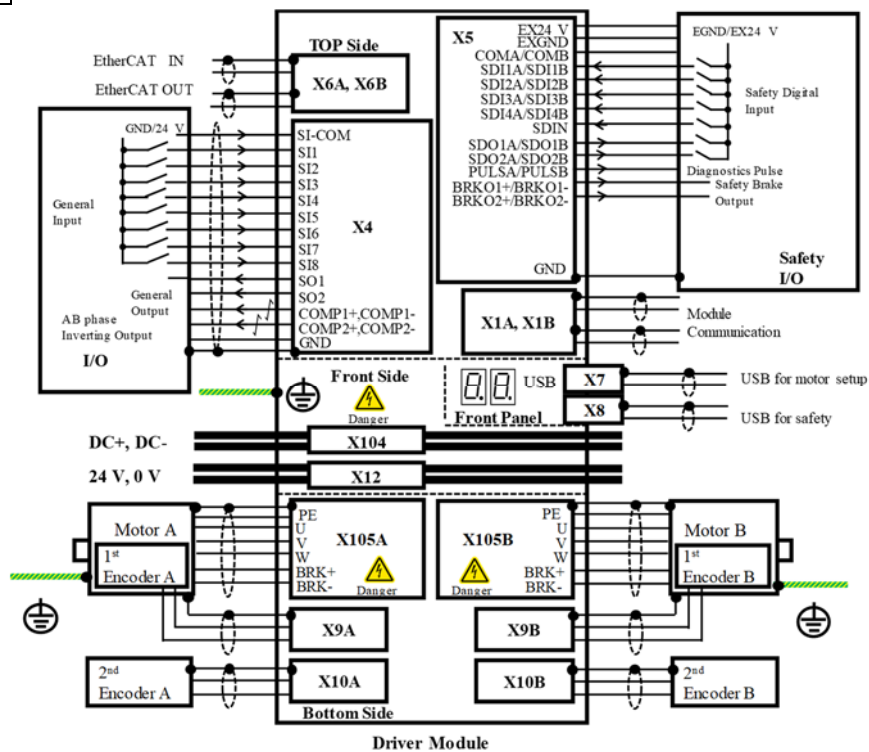 TOP Side
EtherCAT IN
EtherCAT OUT
X6A, X6B
GND/24 V
General
Input
General
Output
AB phase
Inverting Output
I/O
SI-COM
SI1
SI2
SI3
SI4
SI5
SI6
SI7
SI8
SO1
SO2
COMP1+,COMP1-
COMP2+,COMP2-
GND
X4
X5
EX24 V
EXGND
COMA/COMB
SDI1A/SDI1B
SDI2A/SDI2B
SDI3A/SDI3B
SDI4A/SDI4B
SDIN
SDO1A/SDO1B
SDO2A/SDO2B
PULSA/PULSB
BRKO1+/BRKO1-
BRKO2+/BRKO2-
GND
EGND/EX24 V
Safety Digital
Input
Diagnostics Pulse
Safety Brake
Output
Safety
I/O
X1A, X1B
Module
Communication
Front Side
Danger
8.8.
USB
Front Panel
X7
X8
USB for motor setup
USB for safety
DC+, DC-
X104
24 V, 0 V
X12
Motor A
1st
Encoder A
PE
U
V
W
BRK+
BRK-
X105A
Danger
X105B
Danger
PE
U
V
W
BRK+
BRK-
Motor B
1st
Encoder B
X9A
X9B
2nd
Encoder A
X10A
X10B
2nd
Encoder B
Bottom Side
Driver Module